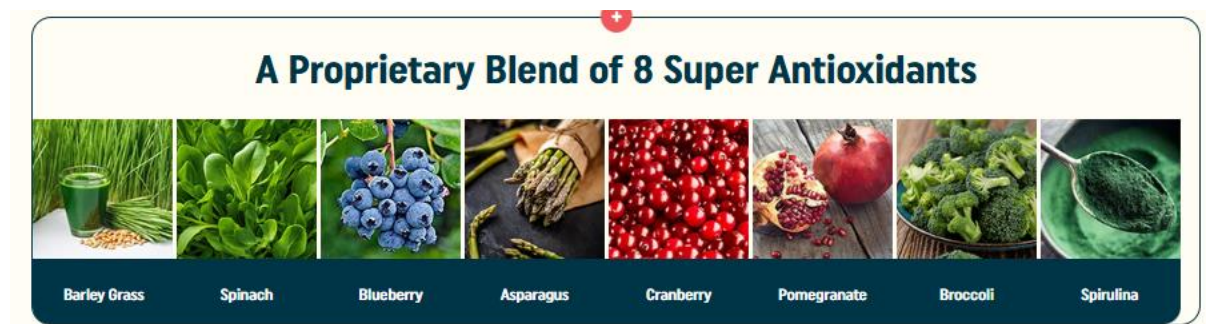 A Proprietary Blend of 8 Super Antioxidants
Barley Grass Spinach Blueberry Asparagus Cranberry Pomegranate Broccoli Spirulina